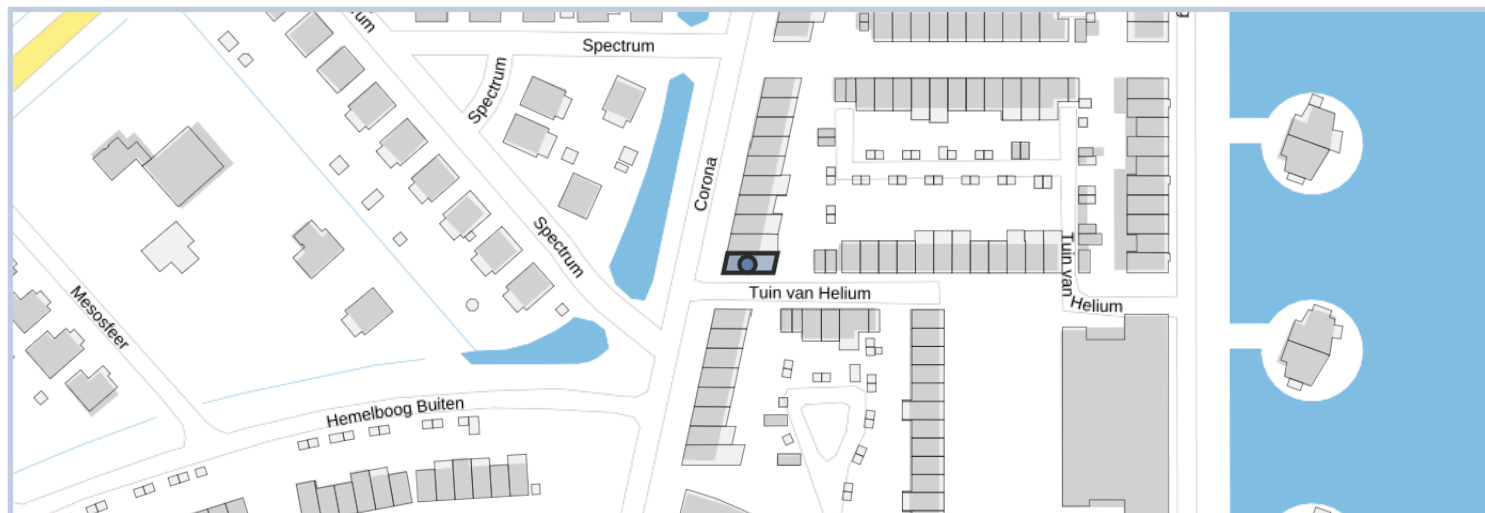 Spectrum
Spectrum
Corona
Spectrum
Tuin van Helium
Tuin van
Helium
Mesosfeer
Hemelboog Buiten